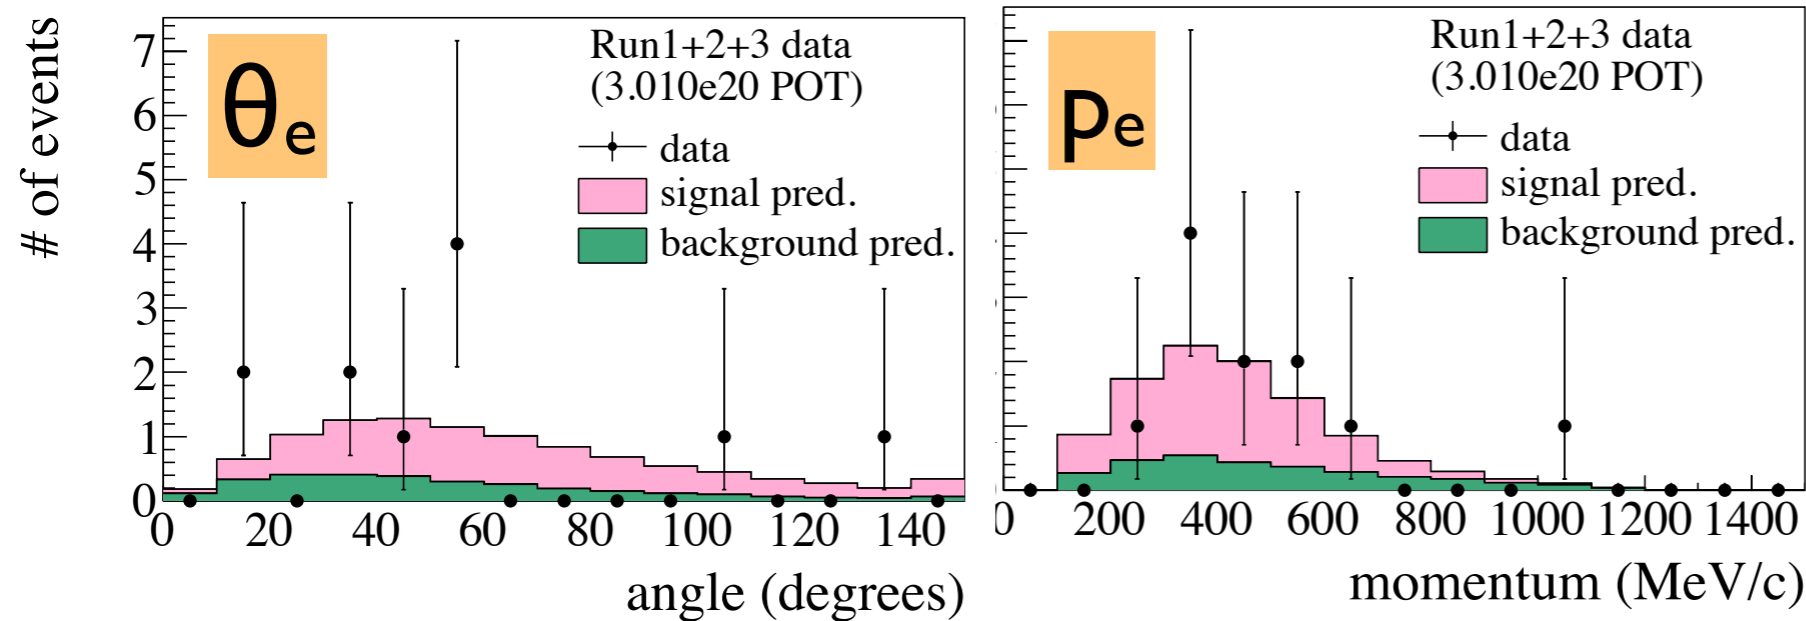 # of events
7
6
5
4
3
2
1
0
θe
Run1+2+3 data
(3.010e20 POT)
data
signal pred.
background pred.
0 20 40 60 80 100 120 140
angle (degrees)
pe
Run1+2+3 data
(3.010e20 POT)
data
signal pred.
background pred.
0 200 400 600 800 1000 1200 1400
momentum (MeV/c)